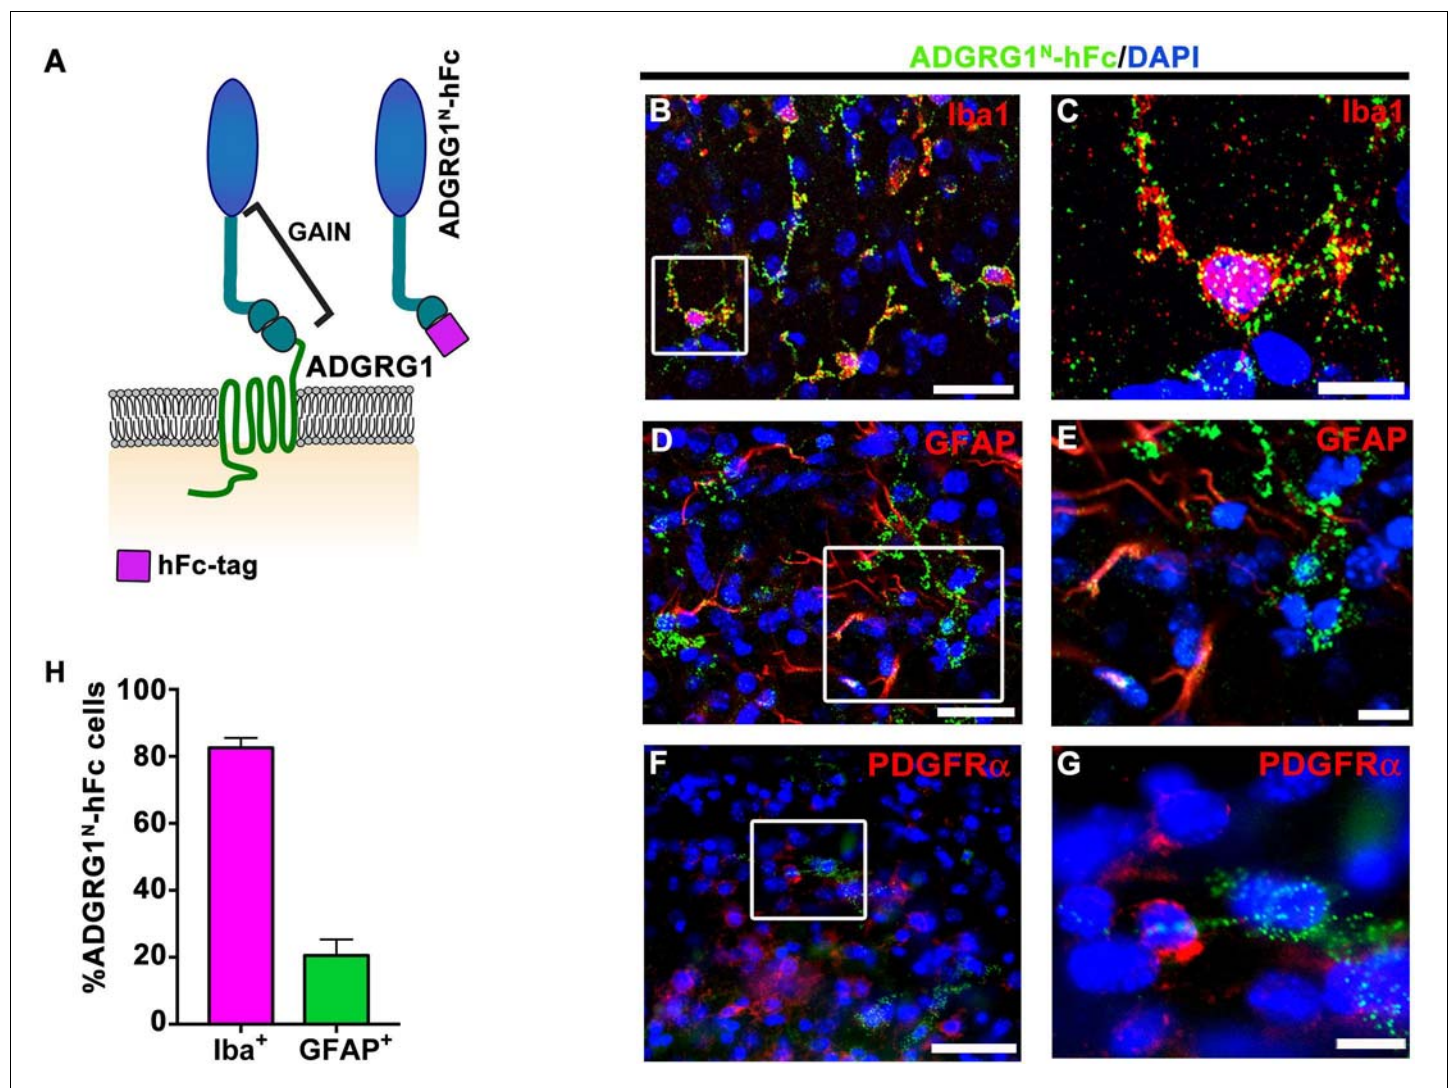 A
ADGRG1ᴺ-hFc
GAIN
ADGRG1
hFc-tag
ADGRG1ᴺ-hFc/DAPI
B
Iba1
C
Iba1
D
GFAP
E
GFAP
F
PDGFRα
G
PDGFRα
H
%ADGRG1ᴺ-hFc cells
100
80
60
40
20
0
Iba⁺
GFAP⁺